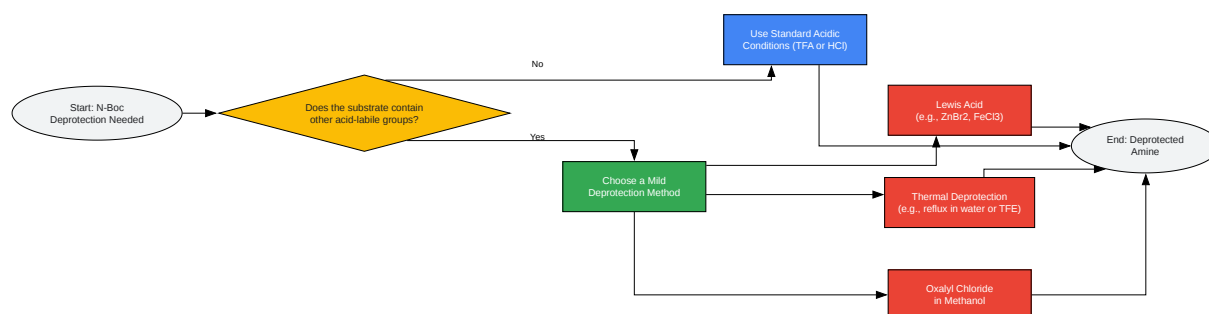 Start: N-Boc
Deprotection Needed
Does the substrate contain
other acid-labile groups?
No
Yes
Use Standard Acidic
Conditions (TFA or HCl)
Choose a Mild
Deprotection Method
Lewis Acid
(e.g., ZnBr2, FeCl3)
Thermal Deprotection
(e.g., reflux in water or TFE)
Oxalyl Chloride
in Methanol
End: Deprotected
Amine